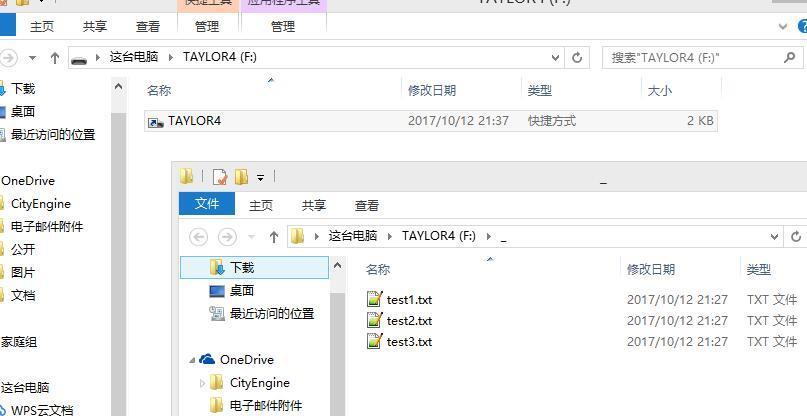 快捷工具 应用程序工具 TAYLOR4 (F:)
主页 共享 查看 管理 管理
这台电脑 TAYLOR4 (F:) 搜索"TAYLOR4 (F:)"
名称 修改日期 类型 大小
TAYLOR4 2017/10/12 21:37 快捷方式 2 KB
下载
桌面
最近访问的位置
OneDrive
CityEngine
电子邮件附件
公开
图片
文档
家庭组
这台电脑
WPS云文档
_
文件 主页 共享 查看
这台电脑 TAYLOR4 (F:) _
名称 修改日期 类型
test1.txt 2017/10/12 21:27 TXT 文件
test2.txt 2017/10/12 21:27 TXT 文件
test3.txt 2017/10/12 21:27 TXT 文件
下载
桌面
最近访问的位置
OneDrive
CityEngine
电子邮件附件